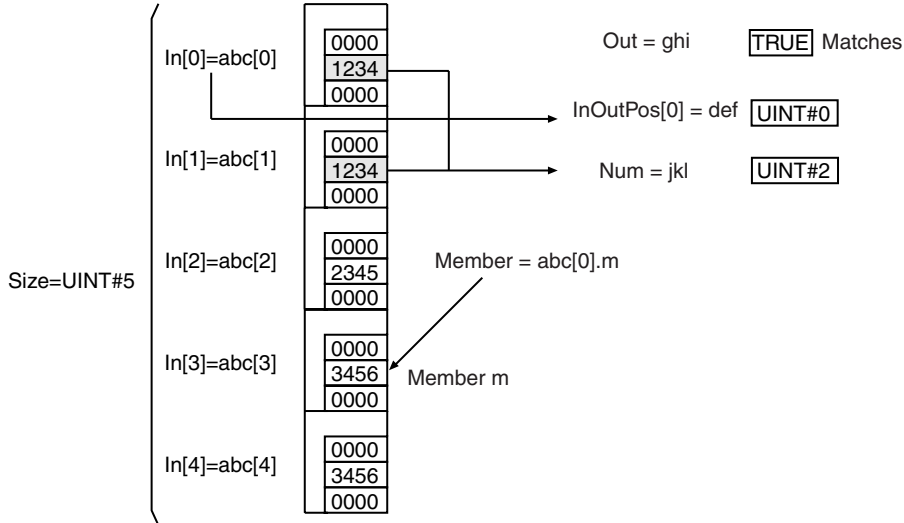 In[0]=abc[0]
0000
1234
0000
Out = ghi TRUE Matches
InOutPos[0] = def UINT#0
In[1]=abc[1]
0000
1234
0000
Num = jkl UINT#2
Size=UINT#5
In[2]=abc[2]
0000
2345
0000
Member = abc[0].m
In[3]=abc[3]
0000
3456
0000
Member m
In[4]=abc[4]
0000
3456
0000